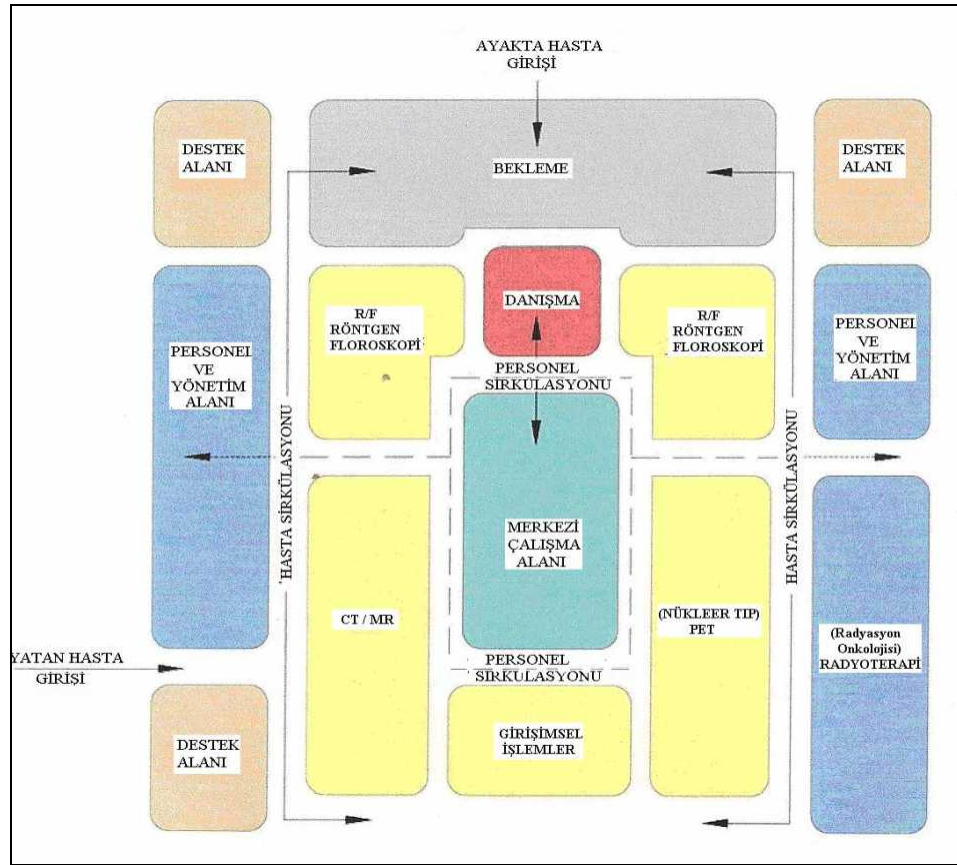 AYAKTA HASTA
GİRİŞİ
DESTEK
ALANI
BEKLEME
DESTEK
ALANI
R/F
RÖNTGEN
FLOROSKOPİ
DANIŞMA
R/F
RÖNTGEN
FLOROSKOPİ
PERSONEL
VE
YÖNETİM
ALANI
PERSONEL
SİRKÜLASYONU
PERSONEL
VE
YÖNETİM
ALANI
HASTA SİRKÜLASYONU
HASTA SİRKÜLASYONU
MERKEZİ
ÇALIŞMA
ALANI
CT / MR
(NÜKLEER TIP)
PET
(Radyasyon
Onkolojisi)
RADYOTERAPİ
YATAN HASTA
GİRİŞİ
PERSONEL
SİRKULASYONU
DESTEK
ALANI
GİRİŞİMSEL
İŞLEMLER